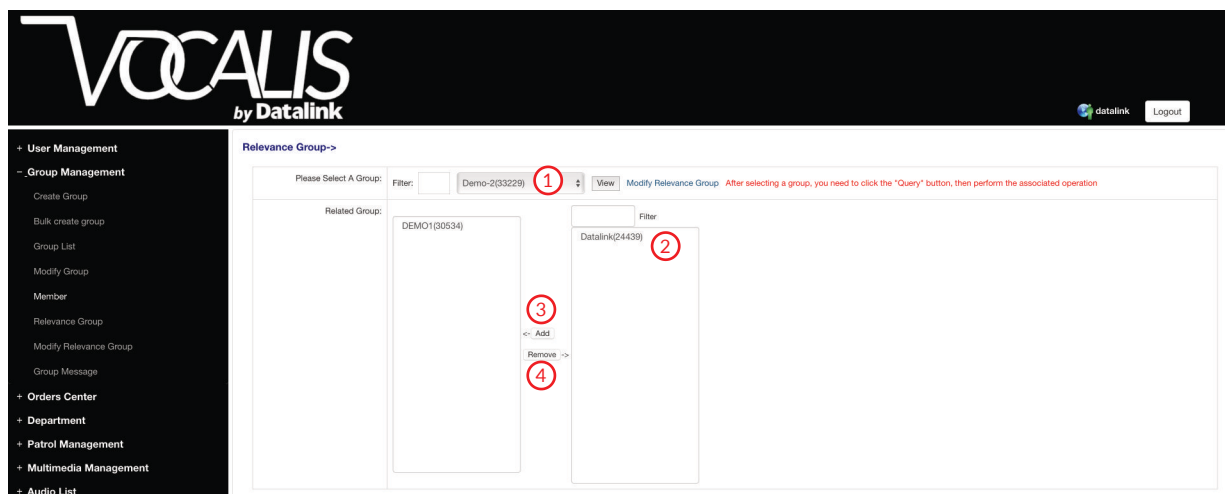 VOCALIS
by Datalink
datalink Logout
+ User Management
− Group Management
Create Group
Bulk create group
Group List
Modify Group
Member
Relevance Group
Modify Relevance Group
Group Message
+ Orders Center
+ Department
+ Patrol Management
+ Multimedia Management
+ Audio List
Relevance Group->
Please Select A Group: Filter: Demo-2(33229) 1 View Modify Relevance Group After selecting a group, you need to click the "Query" button, then perform the associated operation
Related Group:
DEMO1(30534)
Filter
Datalink(24439) 2
3
<- Add
Remove ->
4